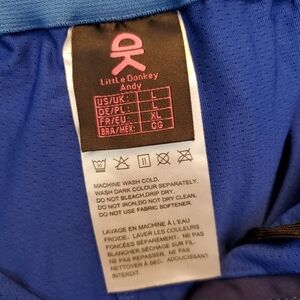 DK
Little Donkey
Andy
US/UK: L
DE/PL: L
FR/EU: XL
BRA/MEX: GG
MACHINE WASH COLD.
WASH DARK COLOUR SEPARATELY.
DO NOT BLEACH,DRIP DRY.
DO NOT IRON,DO NOT DRY CLEAN.
DO NOT USE FABRIC SOFTENER.
LAVAGE EN MACHINE À L'EAU
FROIDE, LAVER LES COULEURS
FONCÉES SÉPARÉMENT. NE PAS
BLANCHIR,SÉCHAGE SUR FIL.
NE PAS REPASSER, NE PAS
NETTOYER À SEC. ADOUCISSANT
INTERDIT.